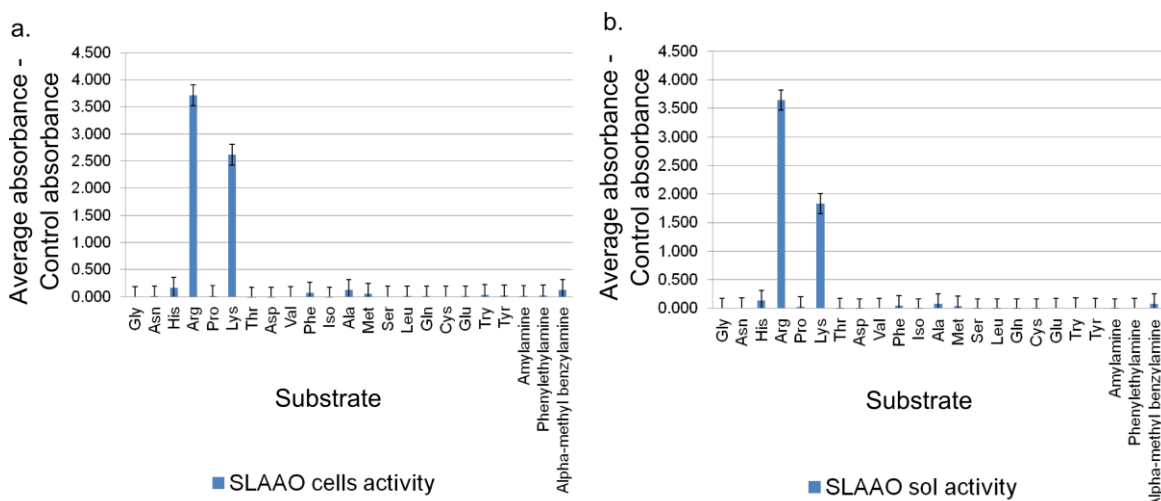 a.
Average absorbance -
Control absorbance
4.500
4.000
3.500
3.000
2.500
2.000
1.500
1.000
0.500
0.000
Gly
Asn
His
Arg
Pro
Lys
Thr
Asp
Val
Phe
Iso
Ala
Met
Ser
Leu
Gln
Cys
Glu
Try
Tyr
Amylamine
Phenylethylamine
Alpha-methyl benzylamine
Substrate
SLAAO cells activity
b.
Average absorbance -
Control absorbance
4.500
4.000
3.500
3.000
2.500
2.000
1.500
1.000
0.500
0.000
Gly
Asn
His
Arg
Pro
Lys
Thr
Asp
Val
Phe
Iso
Ala
Met
Ser
Leu
Gln
Cys
Glu
Try
Tyr
Amylamine
Phenylethylamine
Alpha-methyl benzylamine
Substrate
SLAAO sol activity